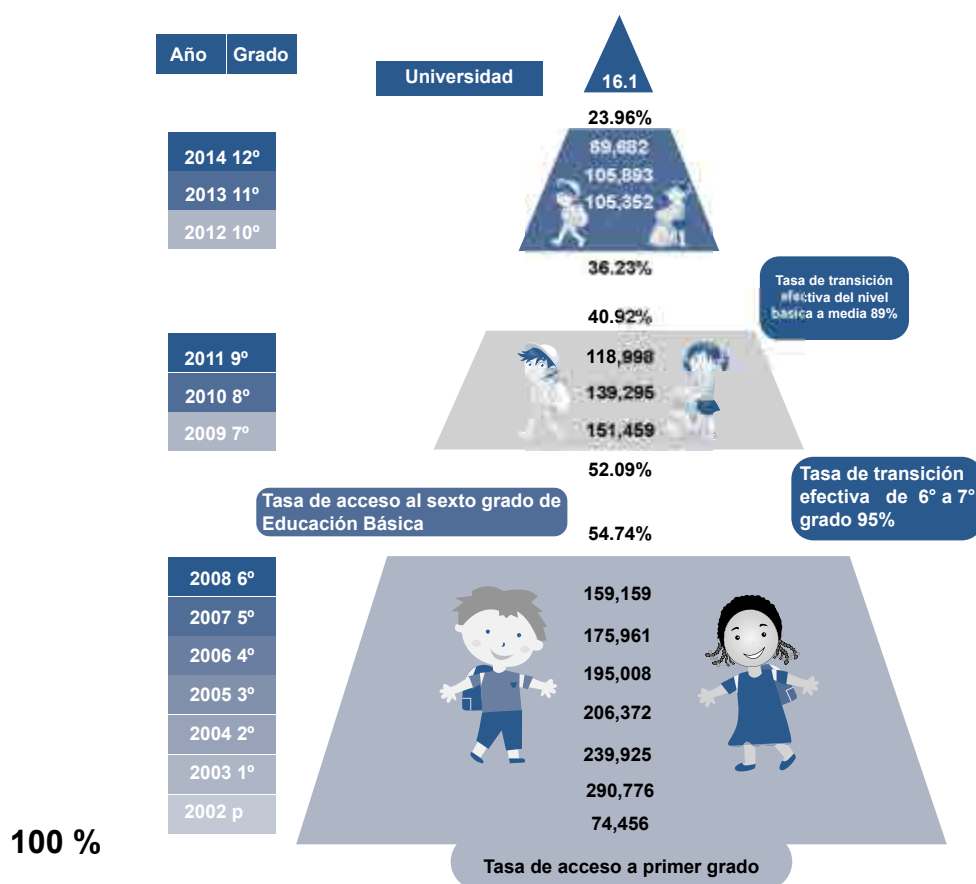 Año Grado
Universidad
16.1
23.96%
2014 12º
69,682
2013 11º
105,893
2012 10º
105,352
36.23%
Tasa de transición
efectiva del nivel
basica a media 89%
40.92%
2011 9º
118,998
2010 8º
139,295
2009 7º
151,459
52.09%
Tasa de transición
efectiva de 6° a 7°
grado 95%
Tasa de acceso al sexto grado de
Educación Básica
54.74%
2008 6º
159,159
2007 5º
175,961
2006 4º
195,008
2005 3º
206,372
2004 2º
239,925
2003 1º
290,776
2002 p
74,456
100 %
Tasa de acceso a primer grado